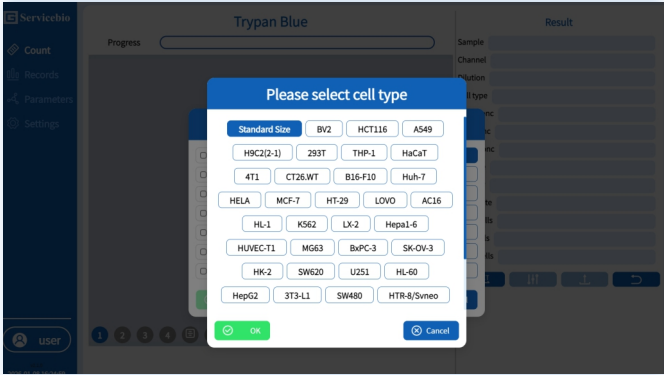 Servicebio
Trypan Blue
Result
Progress
Count
Records
Parameters
Settings
Sample
Channel
Dilution
Please select cell type
Standard Size BV2 HCT116 A549
H9C2(2-1) 293T THP-1 HaCaT
4T1 CT26.WT B16-F10 Huh-7
HELA MCF-7 HT-29 LOVO AC16
HL-1 K562 LX-2 Hepa1-6
HUVEC-T1 MG63 BxPC-3 SK-OV-3
HK-2 SW620 U251 HL-60
HepG2 3T3-L1 SW480 HTR-8/Svneo
OK Cancel
user
1 2 3 4